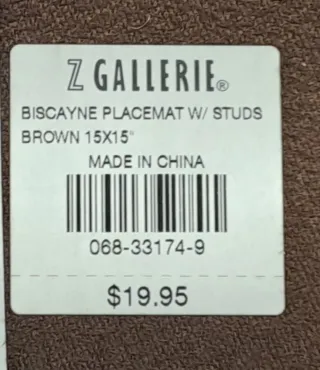 Z GALLERIE®
BISCAYNE PLACEMAT W/ STUDS
BROWN 15X15"
MADE IN CHINA
068-33174-9
$19.95